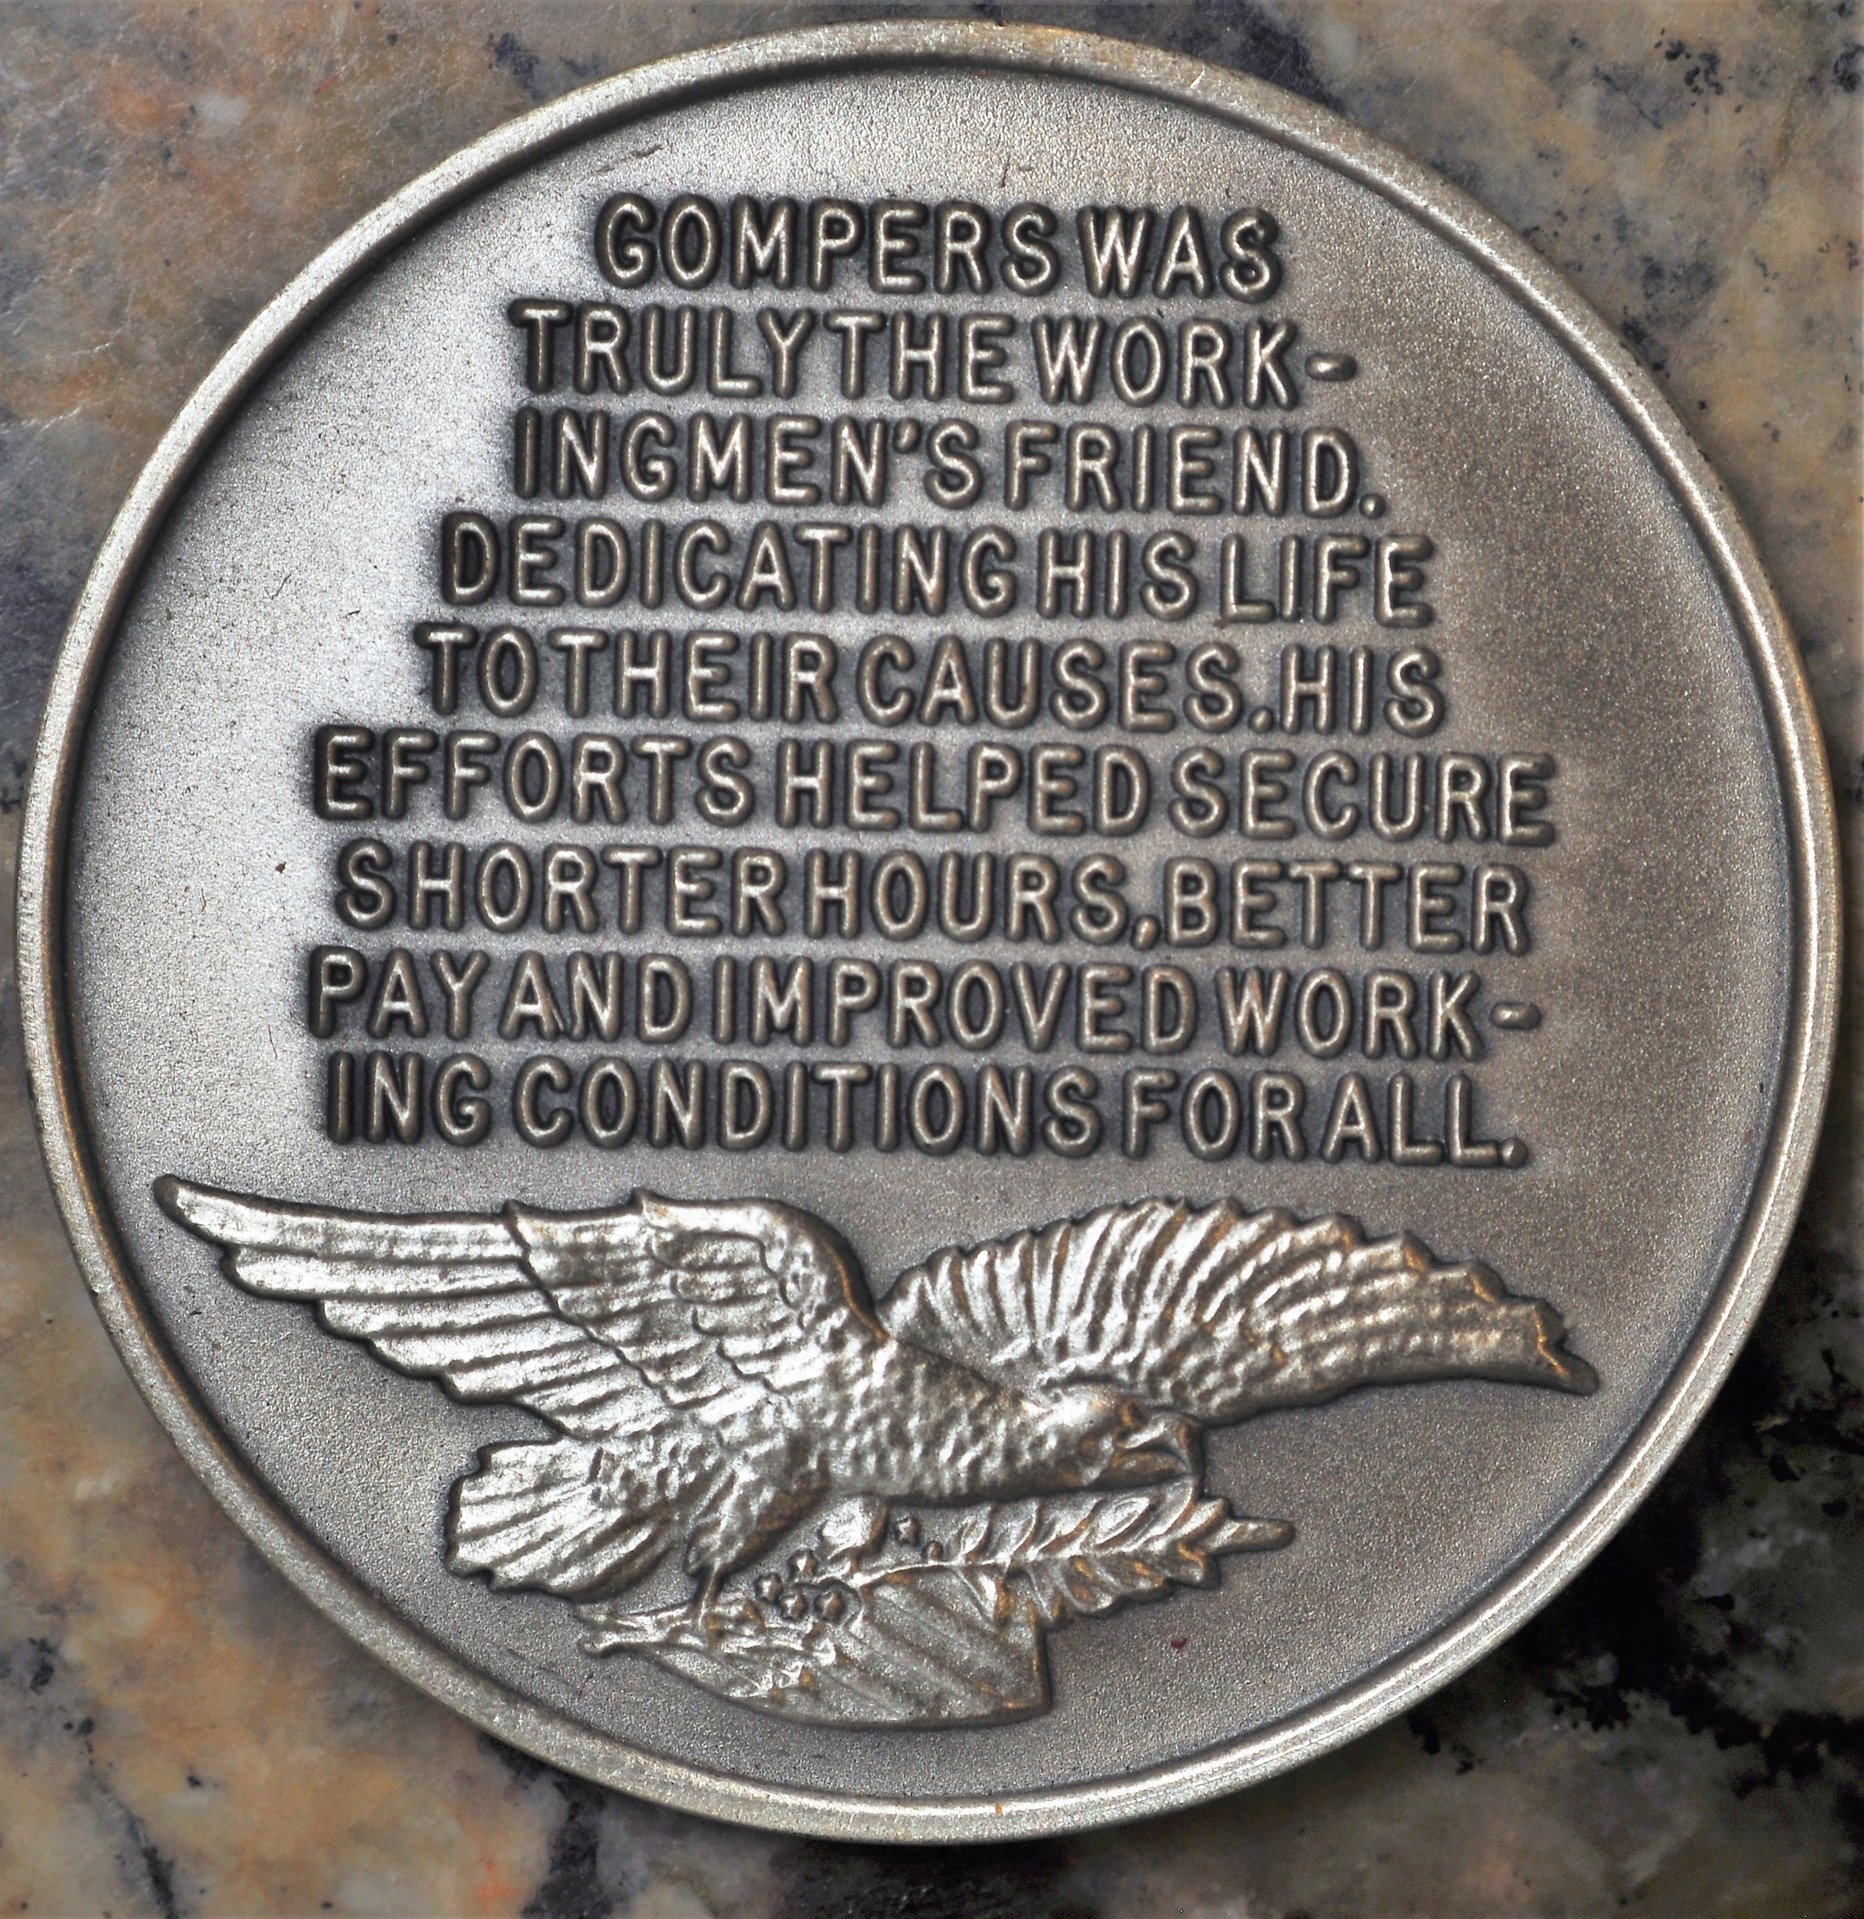 GOMPERS WAS
TRULY THE WORK-
INGMEN'S FRIEND.
DEDICATING HIS LIFE
TO THEIR CAUSES. HIS
EFFORTS HELPED SECURE
SHORTER HOURS, BETTER
PAY AND IMPROVED WORK-
ING CONDITIONS FOR ALL.